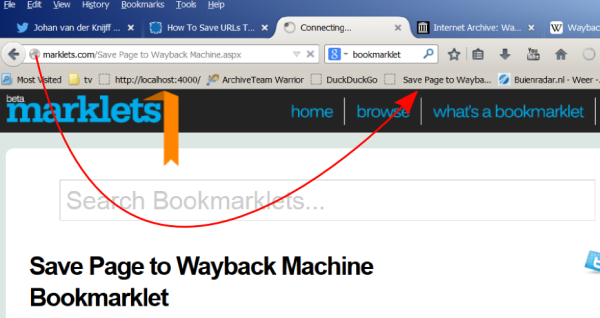 File Edit View History Bookmarks Tools Help
Johan van der Knijff ... How To Save URLs T... Connecting... Internet Archive: Wa... W Wayback
marklets.com/Save Page to Wayback Machine.aspx 8 bookmarklet
Most Visited tv http://localhost:4000/ ArchiveTeam Warrior DuckDuckGo Save Page to Wayba... Buienradar.nl - Weer -
beta
marklets
home browse what's a bookmarklet
Search Bookmarklets...
Save Page to Wayback Machine
Bookmarklet